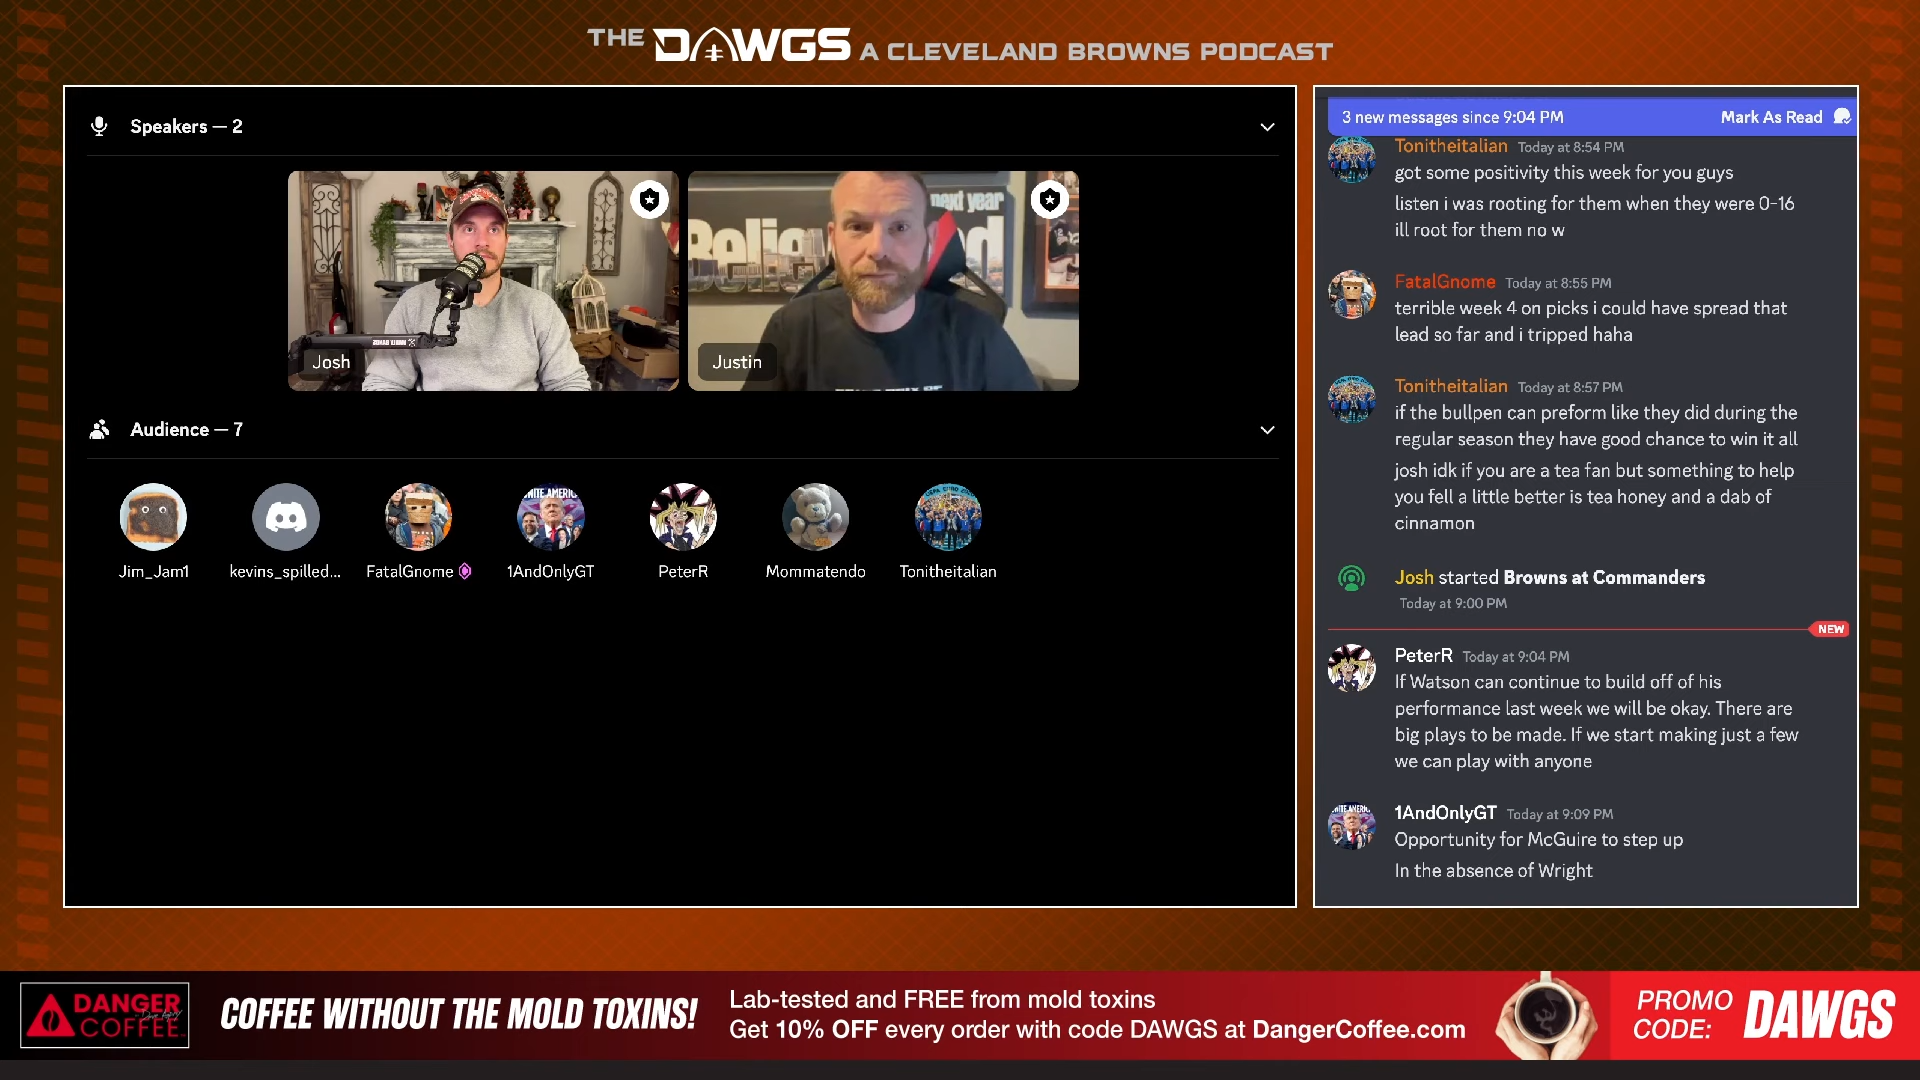 THE DAWGS A CLEVELAND BROWNS PODCAST
Speakers — 2
next year
Believeland
Josh
Justin
Audience — 7
Jim_Jam1
kevins_spilled...
FatalGnome
1AndOnlyGT
PeterR
Mommatendo
Tonitheitalian
3 new messages since 9:04 PM
Mark As Read
Tonitheitalian Today at 8:54 PM
got some positivity this week for you guys
listen i was rooting for them when they were 0-16
ill root for them no w
FatalGnome Today at 8:55 PM
terrible week 4 on picks i could have spread that
lead so far and i tripped haha
Tonitheitalian Today at 8:57 PM
if the bullpen can preform like they did during the
regular season they have good chance to win it all
josh idk if you are a tea fan but something to help
you fell a little better is tea honey and a dab of
cinnamon
Josh started Browns at Commanders
Today at 9:00 PM
NEW
PeterR Today at 9:04 PM
If Watson can continue to build off of his
performance last week we will be okay. There are
big plays to be made. If we start making just a few
we can play with anyone
1AndOnlyGT Today at 9:09 PM
Opportunity for McGuire to step up
In the absence of Wright
DANGER
COFFEE
COFFEE WITHOUT THE MOLD TOXINS!
Lab-tested and FREE from mold toxins
Get 10% OFF every order with code DAWGS at DangerCoffee.com
PROMO
CODE:
DAWGS